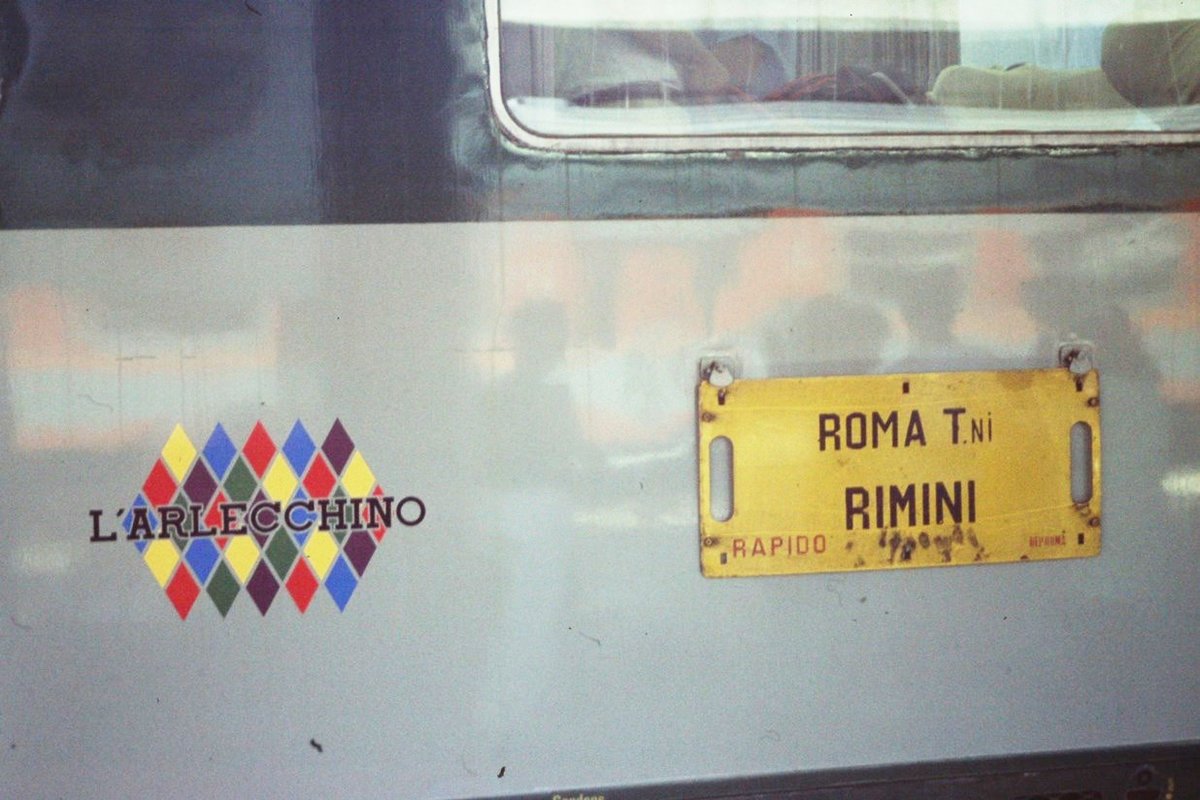 L'ARLECCHINO
ROMA T.Ni
RIMINI
RAPIDO